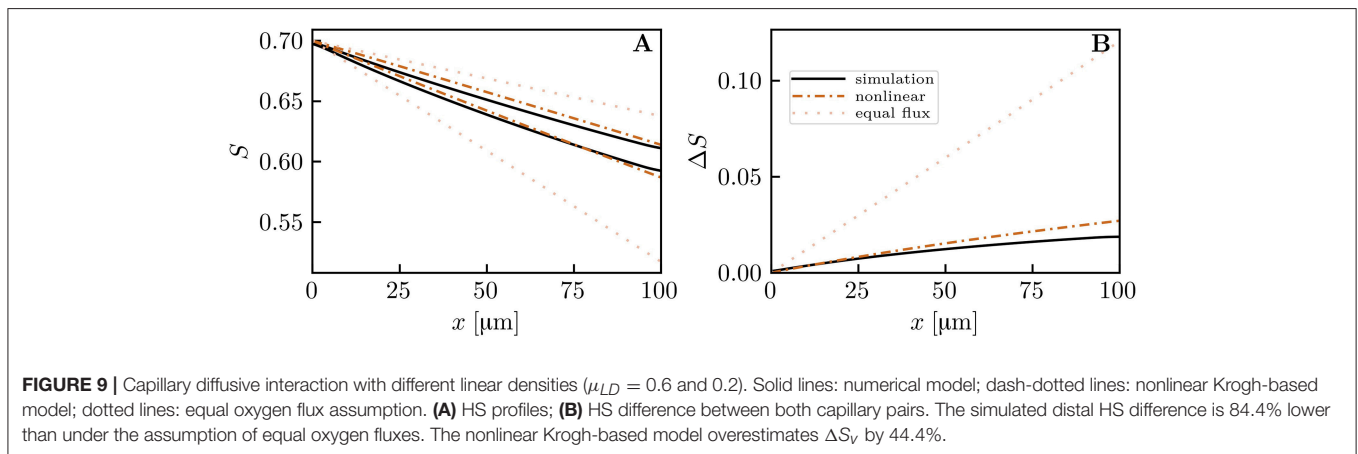 A
0.70
0.65
0.60
0.55
S
0 25 50 75 100
x [µm]
B
simulation
nonlinear
equal flux
0.10
0.05
0.00
ΔS
0 25 50 75 100
x [µm]
FIGURE 9 | Capillary diffusive interaction with different linear densities (μLD = 0.6 and 0.2). Solid lines: numerical model; dash-dotted lines: nonlinear Krogh-based
model; dotted lines: equal oxygen flux assumption. (A) HS profiles; (B) HS difference between both capillary pairs. The simulated distal HS difference is 84.4% lower
than under the assumption of equal oxygen fluxes. The nonlinear Krogh-based model overestimates ΔSv by 44.4%.